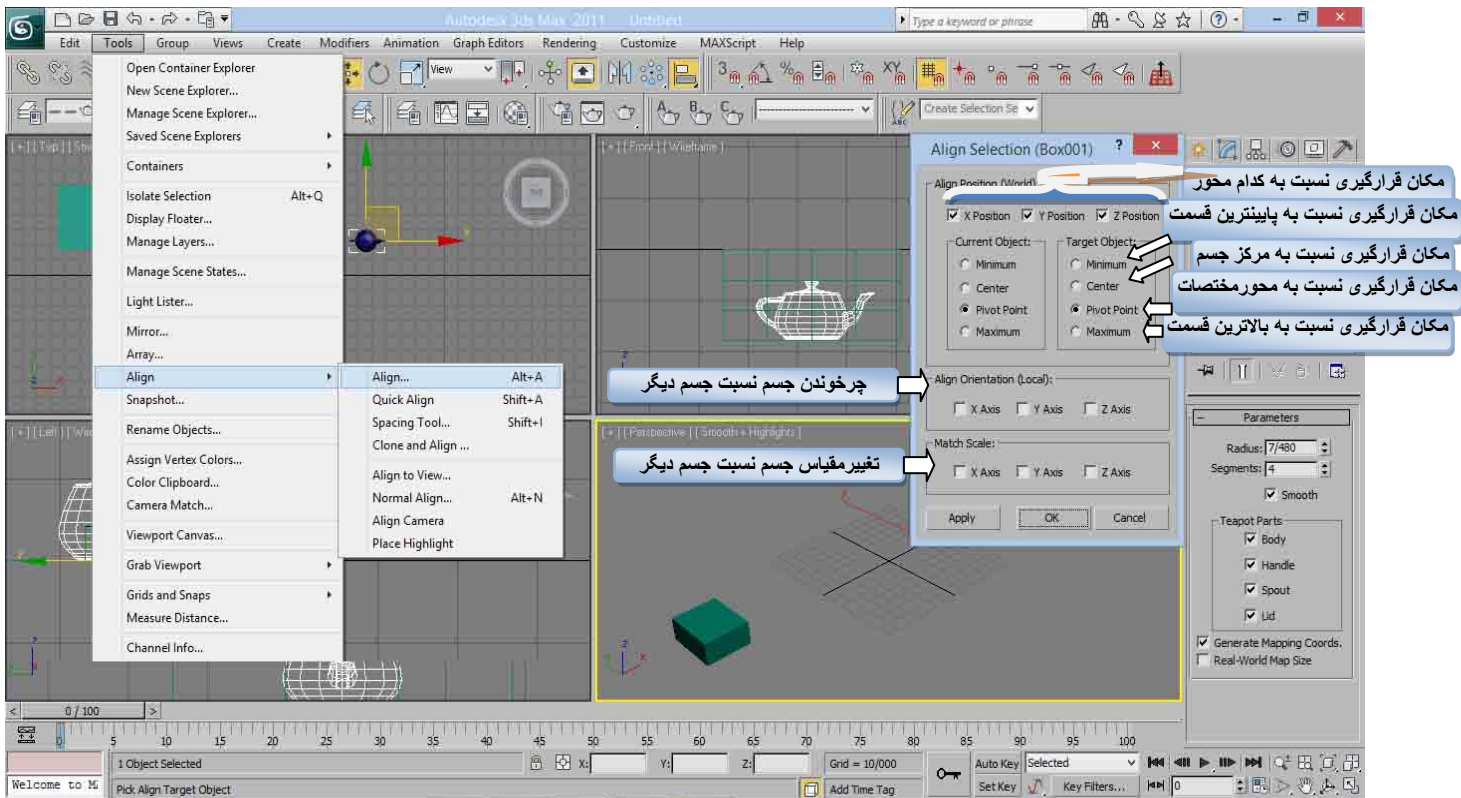 Autodesk 3ds Max 2011 Untitled
Type a keyword or phrase
Edit Tools Group Views Create Modifiers Animation Graph Editors Rendering Customize MAXScript Help
View
Create Selection Se
Open Container Explorer
New Scene Explorer...
Manage Scene Explorer...
Saved Scene Explorers
Containers
Isolate Selection Alt+Q
Display Floater...
Manage Layers...
Manage Scene States...
Light Lister...
Mirror...
Array...
Align
Snapshot...
Rename Objects...
Assign Vertex Colors...
Color Clipboard...
Camera Match...
Viewport Canvas...
Grab Viewport
Grids and Snaps
Measure Distance...
Channel Info...
Align... Alt+A
Quick Align Shift+A
Spacing Tool... Shift+I
Clone and Align ...
Align to View...
Normal Align... Alt+N
Align Camera
Place Highlight
[ + ] [ Front ] [ Wireframe ]
[ + ] [ Perspective ] [ Smooth + Highlights ]
Align Selection (Box001)
Align Position (World)
X Position Y Position Z Position
Current Object: Target Object:
Minimum Minimum
Center Center
Pivot Point Pivot Point
Maximum Maximum
Align Orientation (Local):
X Axis Y Axis Z Axis
Match Scale:
X Axis Y Axis Z Axis
Apply OK Cancel
مکان قرارگیری نسبت به کدام محور
مکان قرارگیری نسبت به پایینترین قسمت
مکان قرارگیری نسبت به مرکز جسم
مکان قرارگیری نسبت به محورمختصات
مکان قرارگیری نسبت به بالاترین قسمت
چرخوندن جسم نسبت جسم دیگر
تغییرمقیاس جسم نسبت جسم دیگر
Parameters
Radius: 7/480
Segments: 4
Smooth
Teapot Parts
Body
Handle
Spout
Lid
Generate Mapping Coords.
Real-World Map Size
0 / 100
0 5 10 15 20 25 30 35 40 45 50 55 60 65 70 75 80 85 90 95 100
1 Object Selected X: Y: Z: Grid = 10/000 Auto Key Selected
Welcome to M Pick Align Target Object Add Time Tag Set Key Key Filters... 0